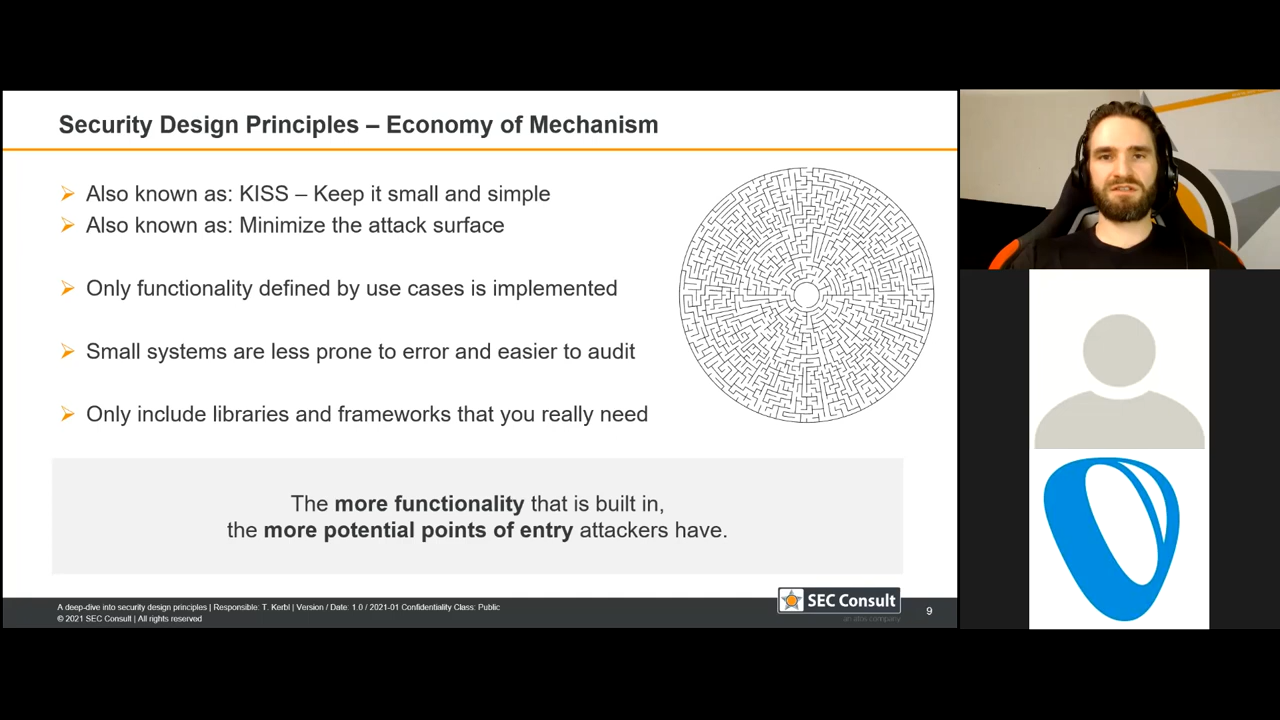 Security Design Principles – Economy of Mechanism
Also known as: KISS – Keep it small and simple
Also known as: Minimize the attack surface
Only functionality defined by use cases is implemented
Small systems are less prone to error and easier to audit
Only include libraries and frameworks that you really need
The more functionality that is built in,
the more potential points of entry attackers have.
A deep-dive into security design principles | Responsible: T. Kerbl | Version / Date: 1.0 / 2021-01 Confidentiality Class: Public
© 2021 SEC Consult | All rights reserved
SEC Consult
an atos company
9